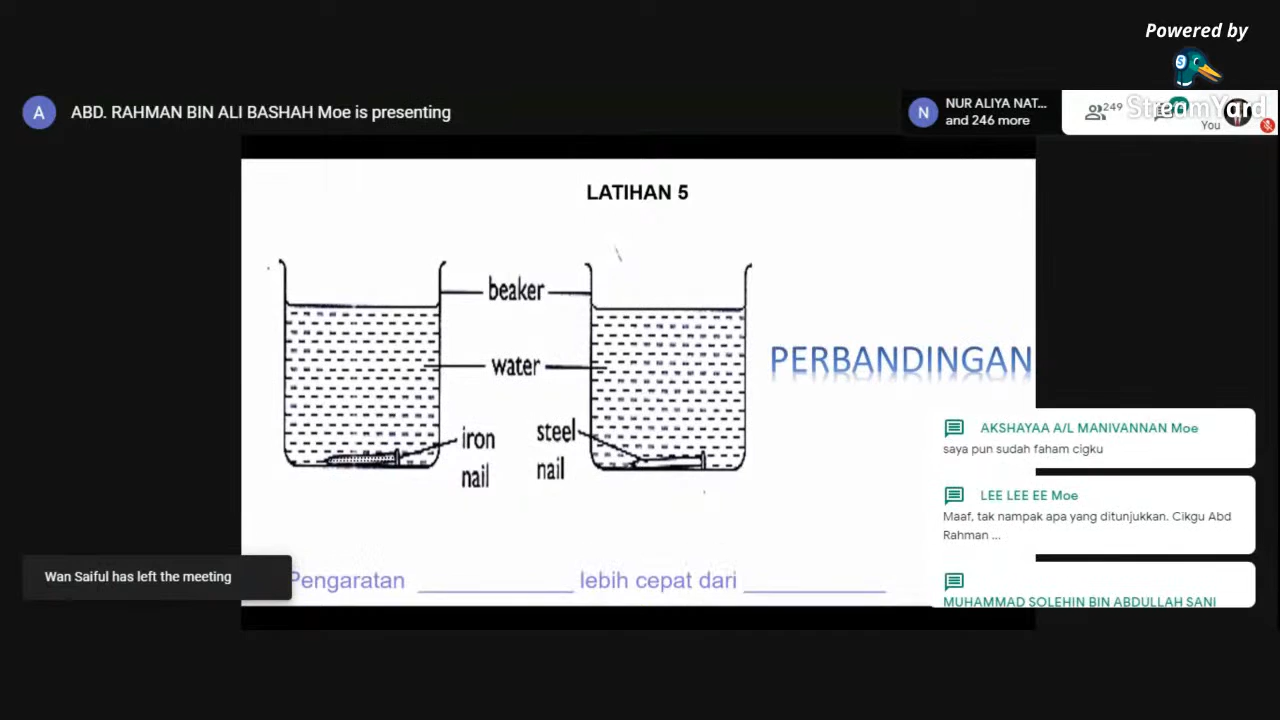 Powered by
StreamYard
A
ABD. RAHMAN BIN ALI BASHAH Moe is presenting
N
NUR ALIYA NAT...
and 246 more
249
You
LATIHAN 5
beaker
water
iron
nail
steel
nail
PERBANDINGAN
AKSHAYAA A/L MANIVANNAN Moe
saya pun sudah faham cigku
LEE LEE EE Moe
Maaf, tak nampak apa yang ditunjukkan. Cikgu Abd
Rahman ...
MUHAMMAD SOLEHIN BIN ABDULLAH SANI
Wan Saiful has left the meeting
Pengaratan ____________ lebih cepat dari ___________